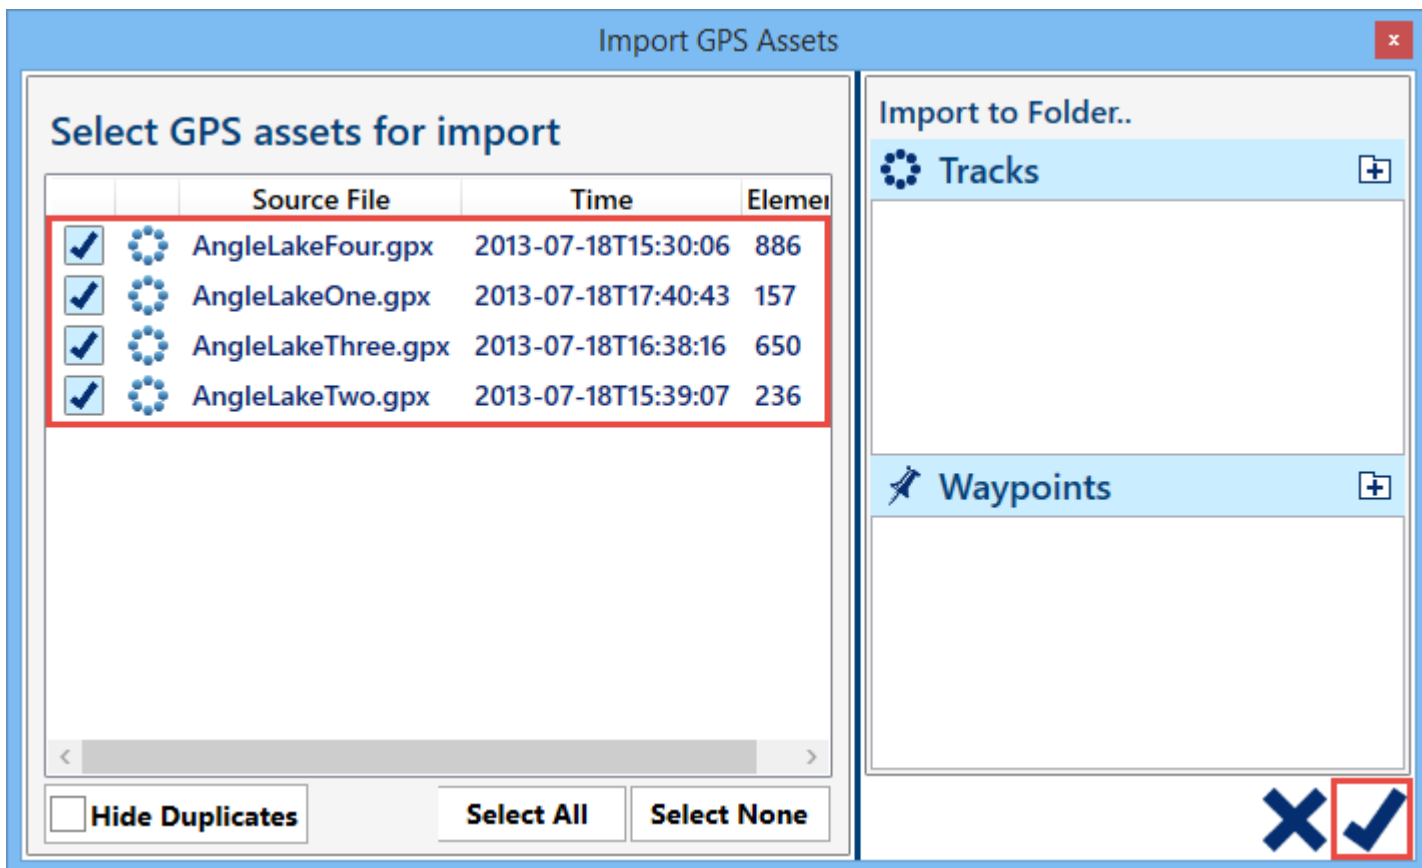 Import GPS Assets
x
Select GPS assets for import
Source File Time Elemen
AngleLakeFour.gpx 2013-07-18T15:30:06 886
AngleLakeOne.gpx 2013-07-18T17:40:43 157
AngleLakeThree.gpx 2013-07-18T16:38:16 650
AngleLakeTwo.gpx 2013-07-18T15:39:07 236
Hide Duplicates
Select All
Select None
Import to Folder..
Tracks
Waypoints